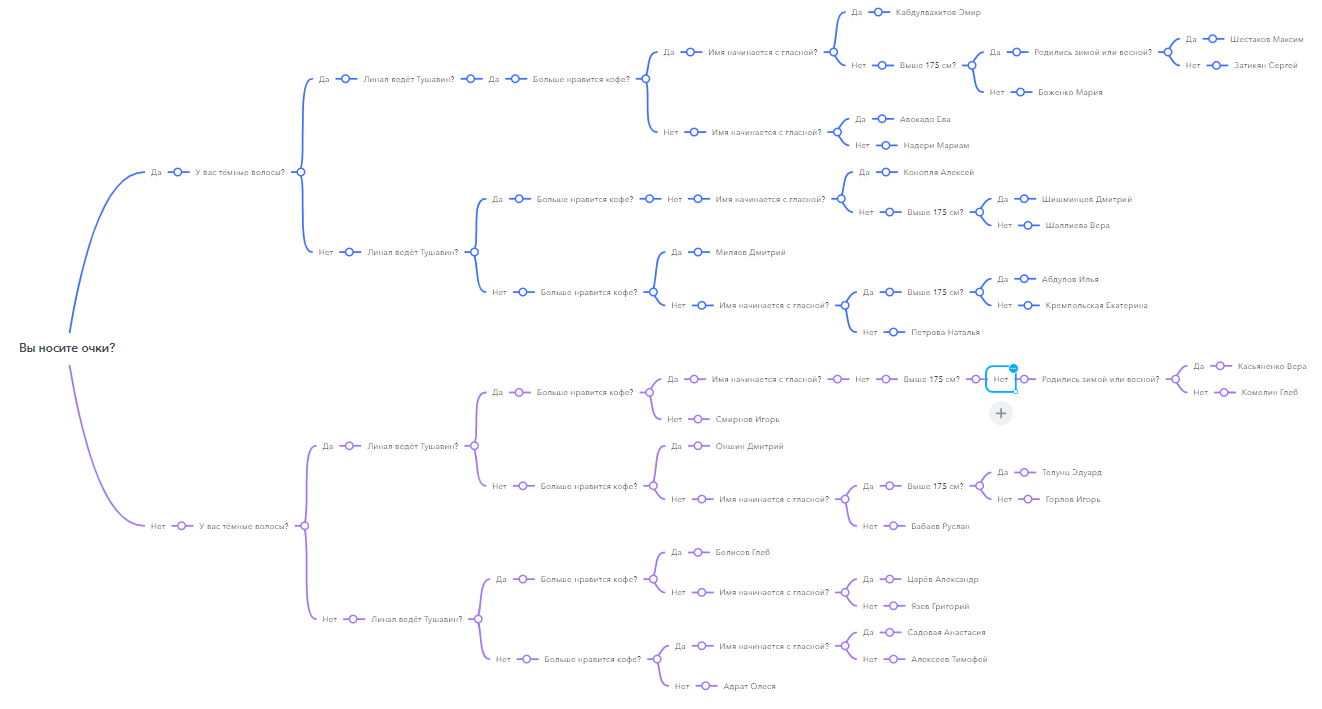 Да Кабдулвахитов Эмир
Да Шестаков Максим
Да Имя начинается с гласной? Да Родились зимой или весной?
Нет Выше 175 см? Нет Затикян Сергей
Да Линал ведёт Тушавин? Да Больше нравится кофе?
Нет Боженко Мария
Да Авокадо Ева
Нет Имя начинается с гласной?
Нет Надери Мариам
Да У вас тёмные волосы? Да Конопля Алексей
Да Больше нравится кофе? Нет Имя начинается с гласной? Да Шишминцев Дмитрий
Нет Выше 175 см?
Нет Шаллиева Вера
Нет Линал ведёт Тушавин? Да Миляев Дмитрий
Да Абдулов Илья
Нет Больше нравится кофе? Да Выше 175 см?
Нет Имя начинается с гласной? Нет Кремпольская Екатерина
Нет Петрова Наталья
Вы носите очки?
Да Касьяненко Вера
Да Имя начинается с гласной? Нет Выше 175 см? Нет Родились зимой или весной?
Да Больше нравится кофе? Нет Комелин Глеб
Нет Смирнов Игорь
Да Линал ведёт Тушавин? Да Оншин Дмитрий
Да Телунц Эдуард
Нет Больше нравится кофе? Да Выше 175 см?
Нет Имя начинается с гласной? Нет Горлов Игорь
Нет У вас тёмные волосы? Нет Бабаев Руслан
Да Белисов Глеб
Да Больше нравится кофе? Да Царёв Александр
Нет Имя начинается с гласной?
Нет Язев Григорий
Нет Линал ведёт Тушавин? Да Садовая Анастасия
Да Имя начинается с гласной?
Нет Больше нравится кофе? Нет Алексеев Тимофей
Нет Адрат Олеся